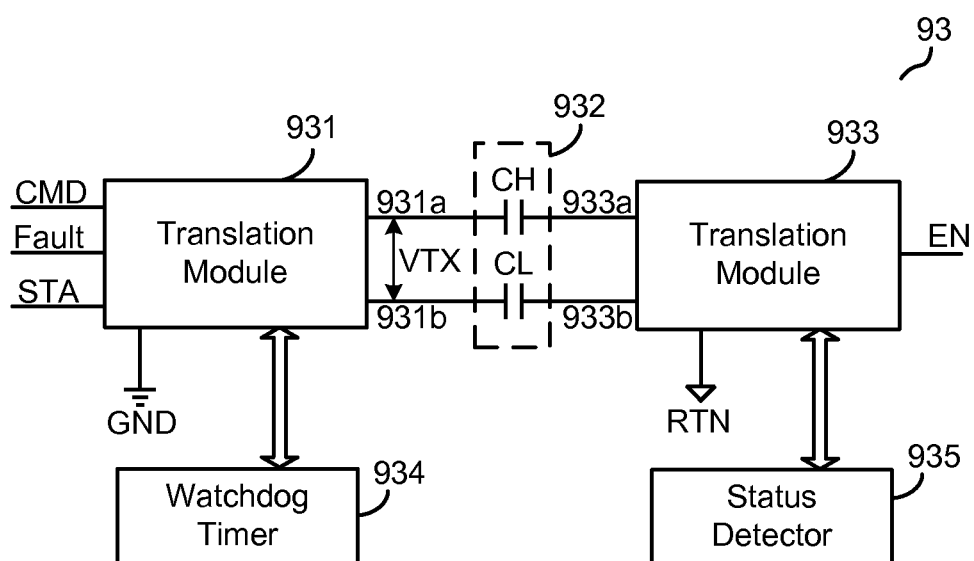 93
932
931
933
CMD
Fault
STA
Translation
Module
931a
931b
VTX
CH
CL
933a
933b
Translation
Module
EN
GND
RTN
934
935
Watchdog
Timer
Status
Detector